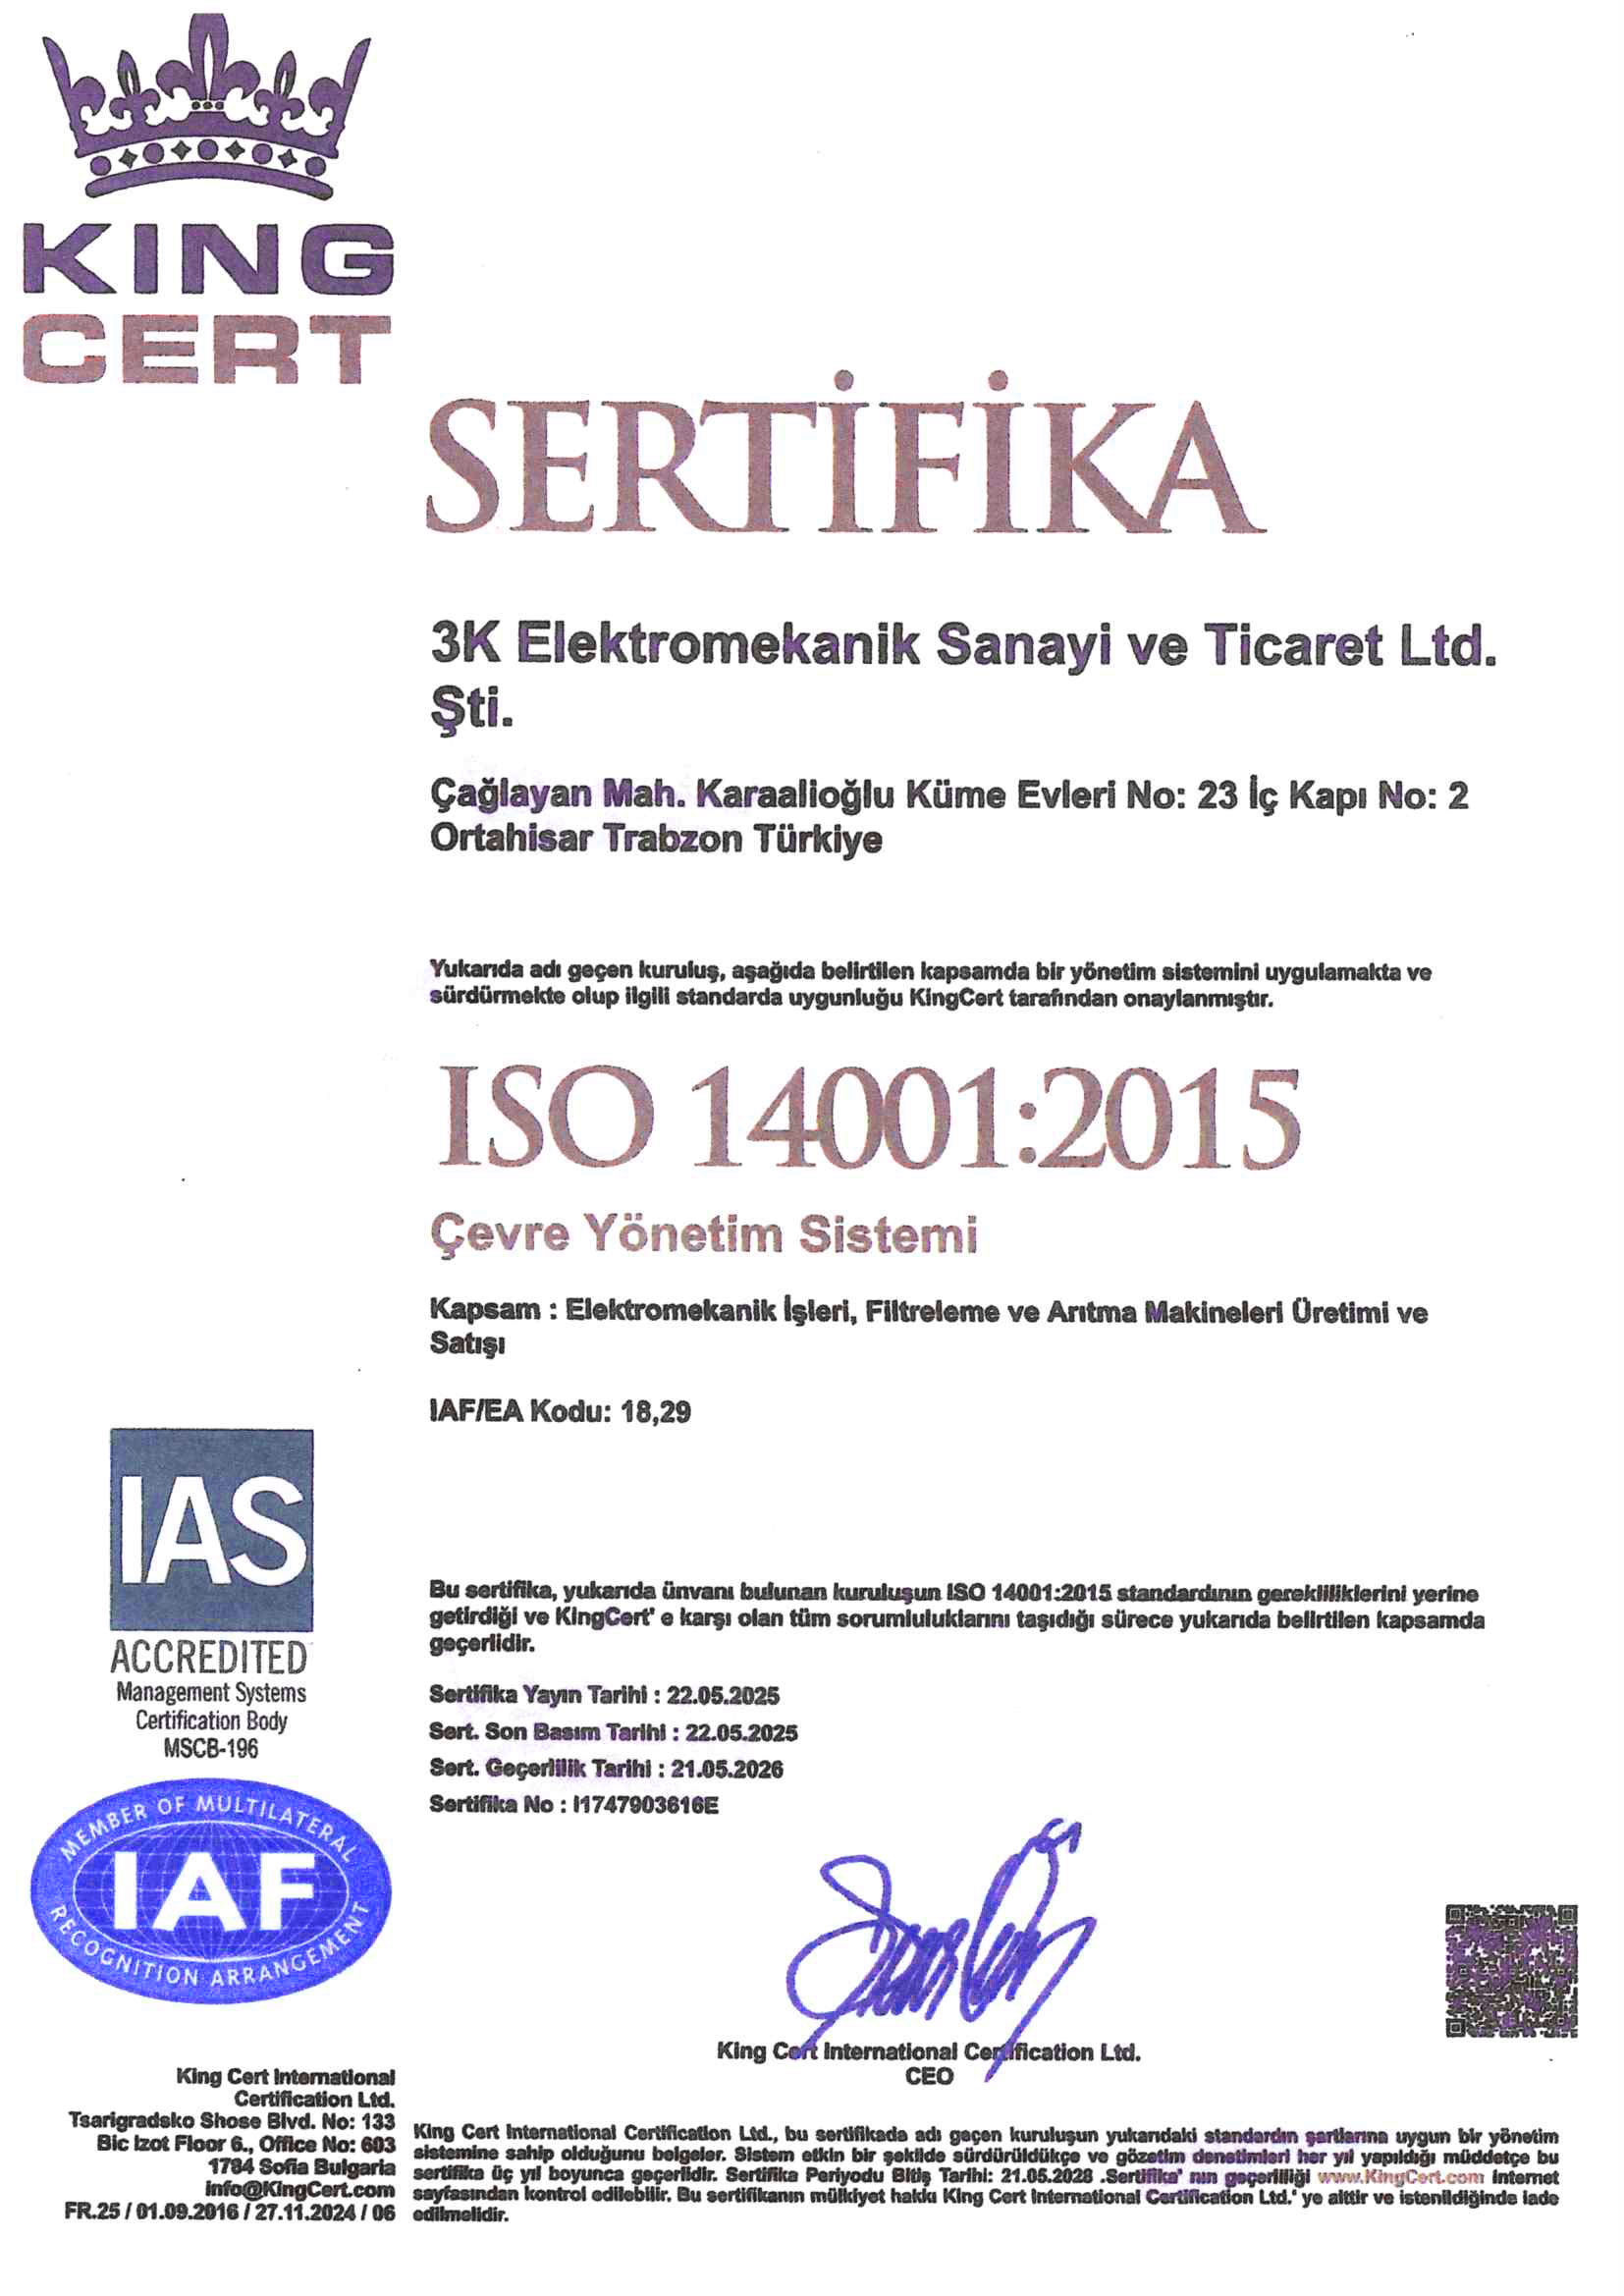 KING
CERT
SERTİFİKA
3K Elektromekanik Sanayi ve Ticaret Ltd.
Şti.
Çağlayan Mah. Karaalioğlu Küme Evleri No: 23 İç Kapı No: 2
Ortahisar Trabzon Türkiye
Yukarıda adı geçen kuruluş, aşağıda belirtilen kapsamda bir yönetim sistemini uygulamakta ve
sürdürmekte olup ilgili standarda uygunluğu KingCert tarafından onaylanmıştır.
ISO 14001:2015
Çevre Yönetim Sistemi
Kapsam : Elektromekanik İşleri, Filtreleme ve Arıtma Makineleri Üretimi ve
Satışı
IAF/EA Kodu: 18,29
IAS
ACCREDITED
Management Systems
Certification Body
MSCB-196
MEMBER OF MULTILATERAL
IAF
RECOGNITION ARRANGEMENT
Bu sertifika, yukarıda ünvanı bulunan kuruluşun ISO 14001:2015 standardının gerekliliklerini yerine
getirdiği ve KingCert' e karşı olan tüm sorumluluklarını taşıdığı sürece yukarıda belirtilen kapsamda
geçerlidir.
Sertifika Yayın Tarihi : 22.05.2025
Sert. Son Basım Tarihi : 22.05.2025
Sert. Geçerlilik Tarihi : 21.05.2026
Sertifika No : I1747903616E
King Cert International Certification Ltd.
CEO
King Cert International
Certification Ltd.
Tsarigradsko Shose Blvd. No: 133
Bic Izot Floor 6., Office No: 603
1784 Sofia Bulgaria
info@KingCert.com
FR.25 / 01.09.2016 / 27.11.2024 / 06
King Cert International Certification Ltd., bu sertifikada adı geçen kuruluşun yukarıdaki standardın şartlarına uygun bir yönetim
sistemine sahip olduğunu belgeler. Sistem etkin bir şekilde sürdürüldükçe ve gözetim denetimleri her yıl yapıldığı müddetçe bu
sertifika üç yıl boyunca geçerlidir. Sertifika Periyodu Bitiş Tarihi: 21.05.2028 .Sertifika' nın geçerliliği www.KingCert.com internet
sayfasından kontrol edilebilir. Bu sertifikanın mülkiyet hakkı King Cert International Certification Ltd.' ye aittir ve istenildiğinde iade
edilmelidir.